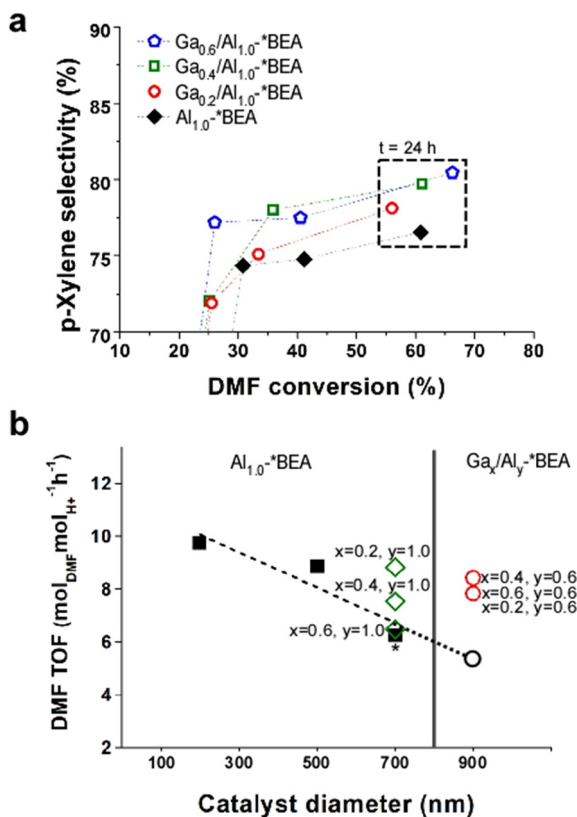 a
p-Xylene selectivity (%)
90
85
80
75
70
Ga0.6/Al1.0-*BEA
Ga0.4/Al1.0-*BEA
Ga0.2/Al1.0-*BEA
Al1.0-*BEA
t = 24 h
10 20 30 40 50 60 70 80
DMF conversion (%)
b
DMF TOF (molDMFmolH+-1h-1)
12
10
8
6
4
2
Al1.0-*BEA
Gax/Aly-*BEA
x=0.2, y=1.0
x=0.4, y=1.0
x=0.6, y=1.0
*
x=0.4, y=0.6
x=0.6, y=0.6
x=0.2, y=0.6
100 300 500 700 900
Catalyst diameter (nm)